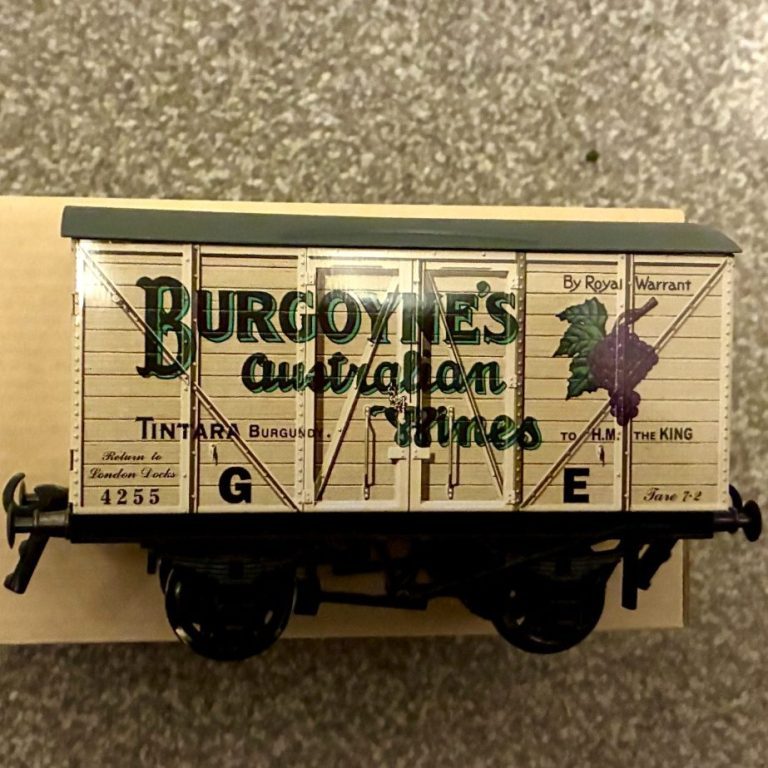 By Royal Warrant
BURGOYNE'S
Australian
Wines
TINTARA BURGUNDY.
TO H.M. THE KING
Return to
London Docks
4255
G E
Tare 7-2